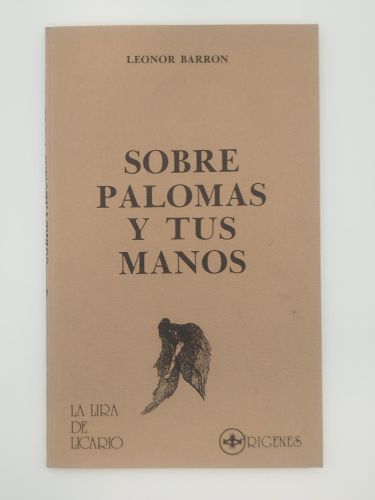 LEONOR BARRON
SOBRE
PALOMAS
Y TUS
MANOS
LA LIRA
DE
LICARIO
ORIGENES